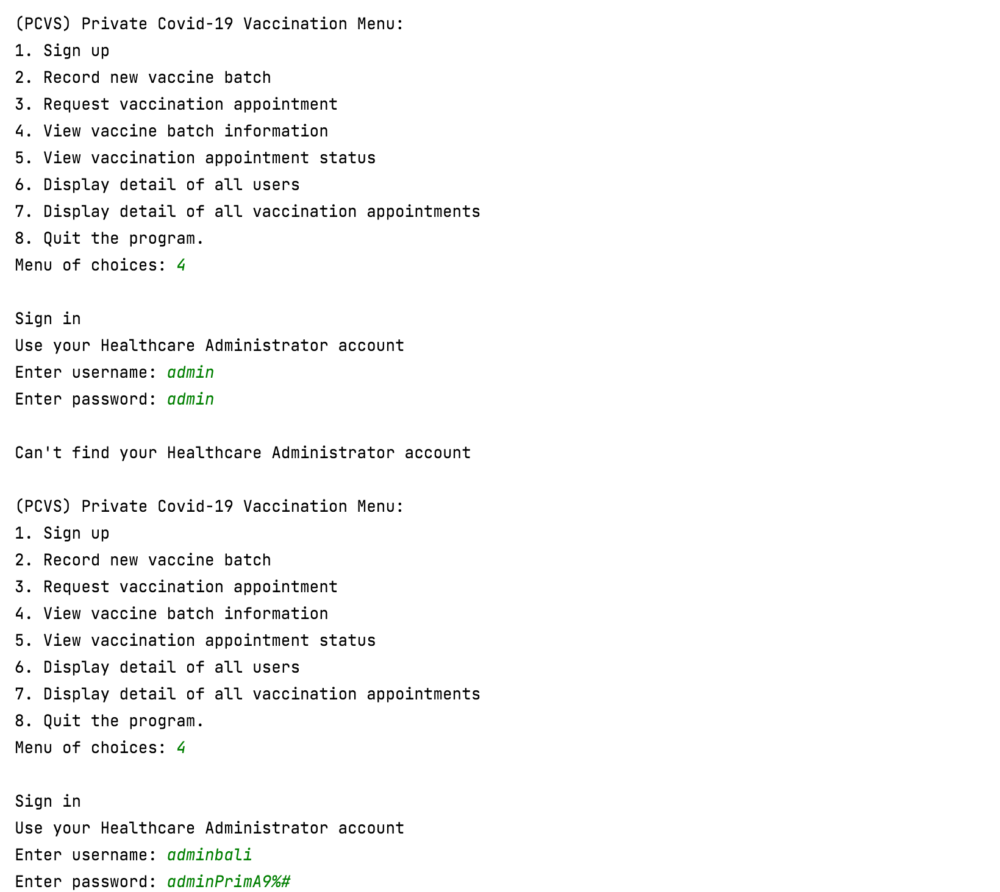 (PCVS) Private Covid-19 Vaccination Menu:
1. Sign up
2. Record new vaccine batch
3. Request vaccination appointment
4. View vaccine batch information
5. View vaccination appointment status
6. Display detail of all users
7. Display detail of all vaccination appointments
8. Quit the program.
Menu of choices: 4
Sign in
Use your Healthcare Administrator account
Enter username: admin
Enter password: admin
Can't find your Healthcare Administrator account
(PCVS) Private Covid-19 Vaccination Menu:
1. Sign up
2. Record new vaccine batch
3. Request vaccination appointment
4. View vaccine batch information
5. View vaccination appointment status
6. Display detail of all users
7. Display detail of all vaccination appointments
8. Quit the program.
Menu of choices: 4
Sign in
Use your Healthcare Administrator account
Enter username: adminbali
Enter password: adminPrimA9%#